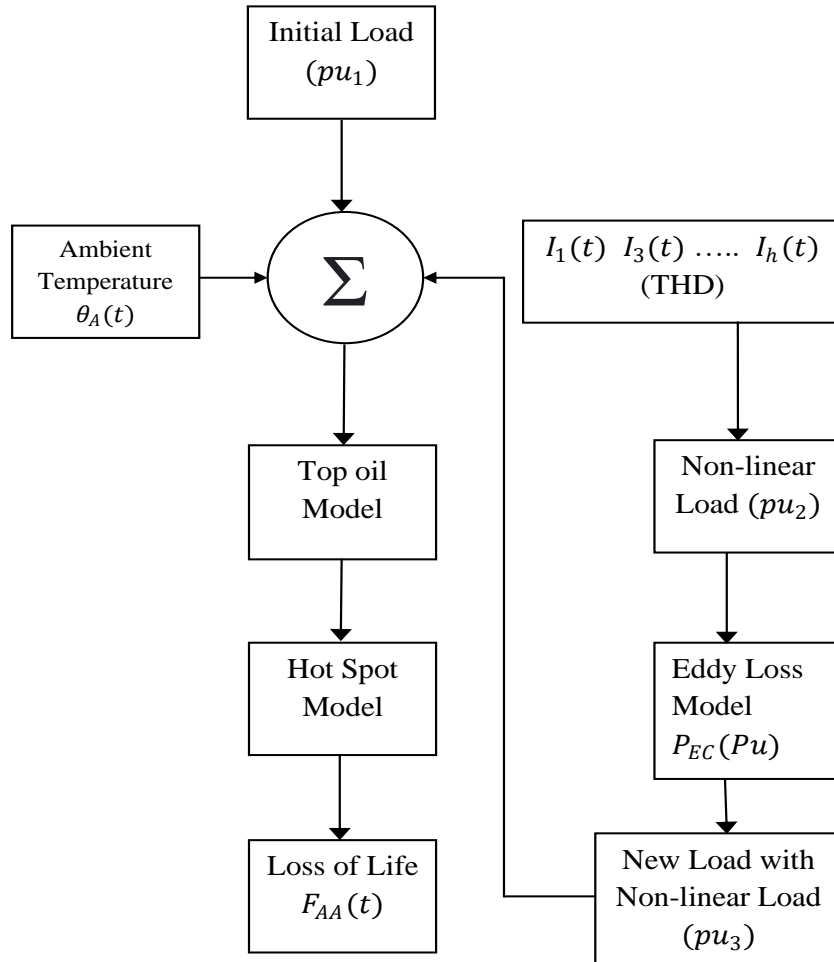 Initial Load
(pu₁)
Ambient
Temperature
θ_A(t)
Σ
I₁(t) I₃(t) ..... I_h(t)
(THD)
Top oil
Model
Non-linear
Load (pu₂)
Hot Spot
Model
Eddy Loss
Model
P_EC(Pu)
Loss of Life
F_AA(t)
New Load with
Non-linear Load
(pu₃)